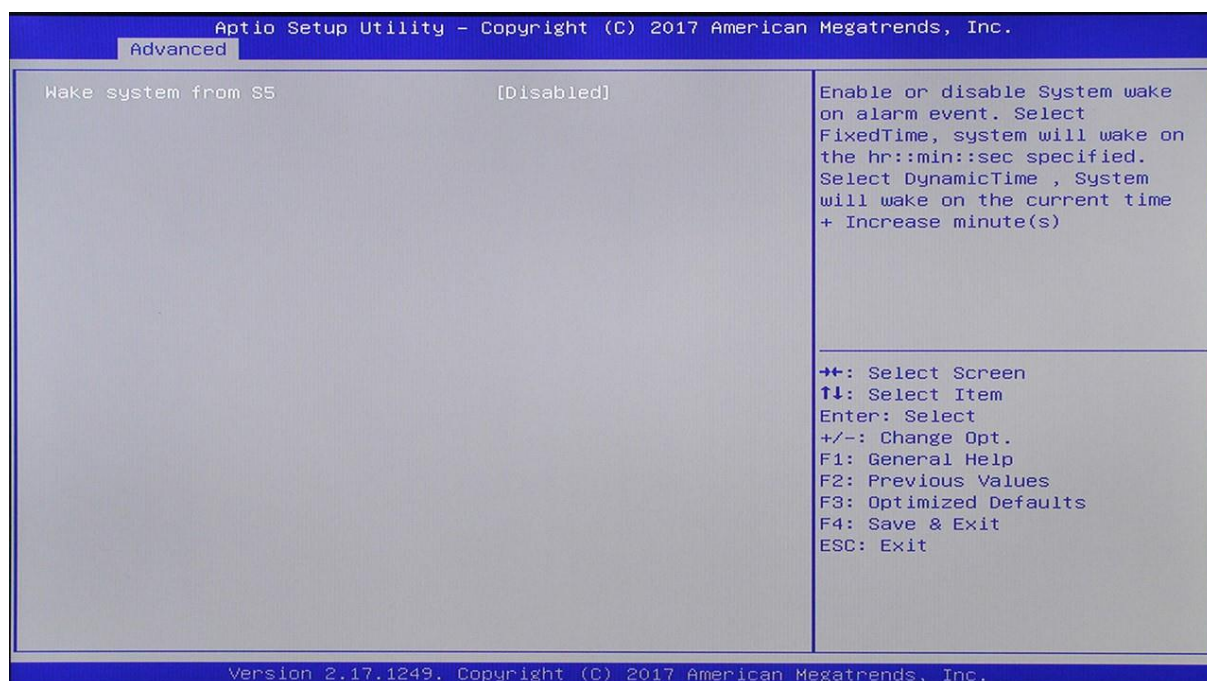 Aptio Setup Utility – Copyright (C) 2017 American Megatrends, Inc.
Advanced
Wake system from S5 [Disabled]
Enable or disable System wake
on alarm event. Select
FixedTime, system will wake on
the hr::min::sec specified.
Select DynamicTime , System
will wake on the current time
+ Increase minute(s)
→←: Select Screen
↑↓: Select Item
Enter: Select
+/-: Change Opt.
F1: General Help
F2: Previous Values
F3: Optimized Defaults
F4: Save & Exit
ESC: Exit
Version 2.17.1249. Copyright (C) 2017 American Megatrends, Inc.